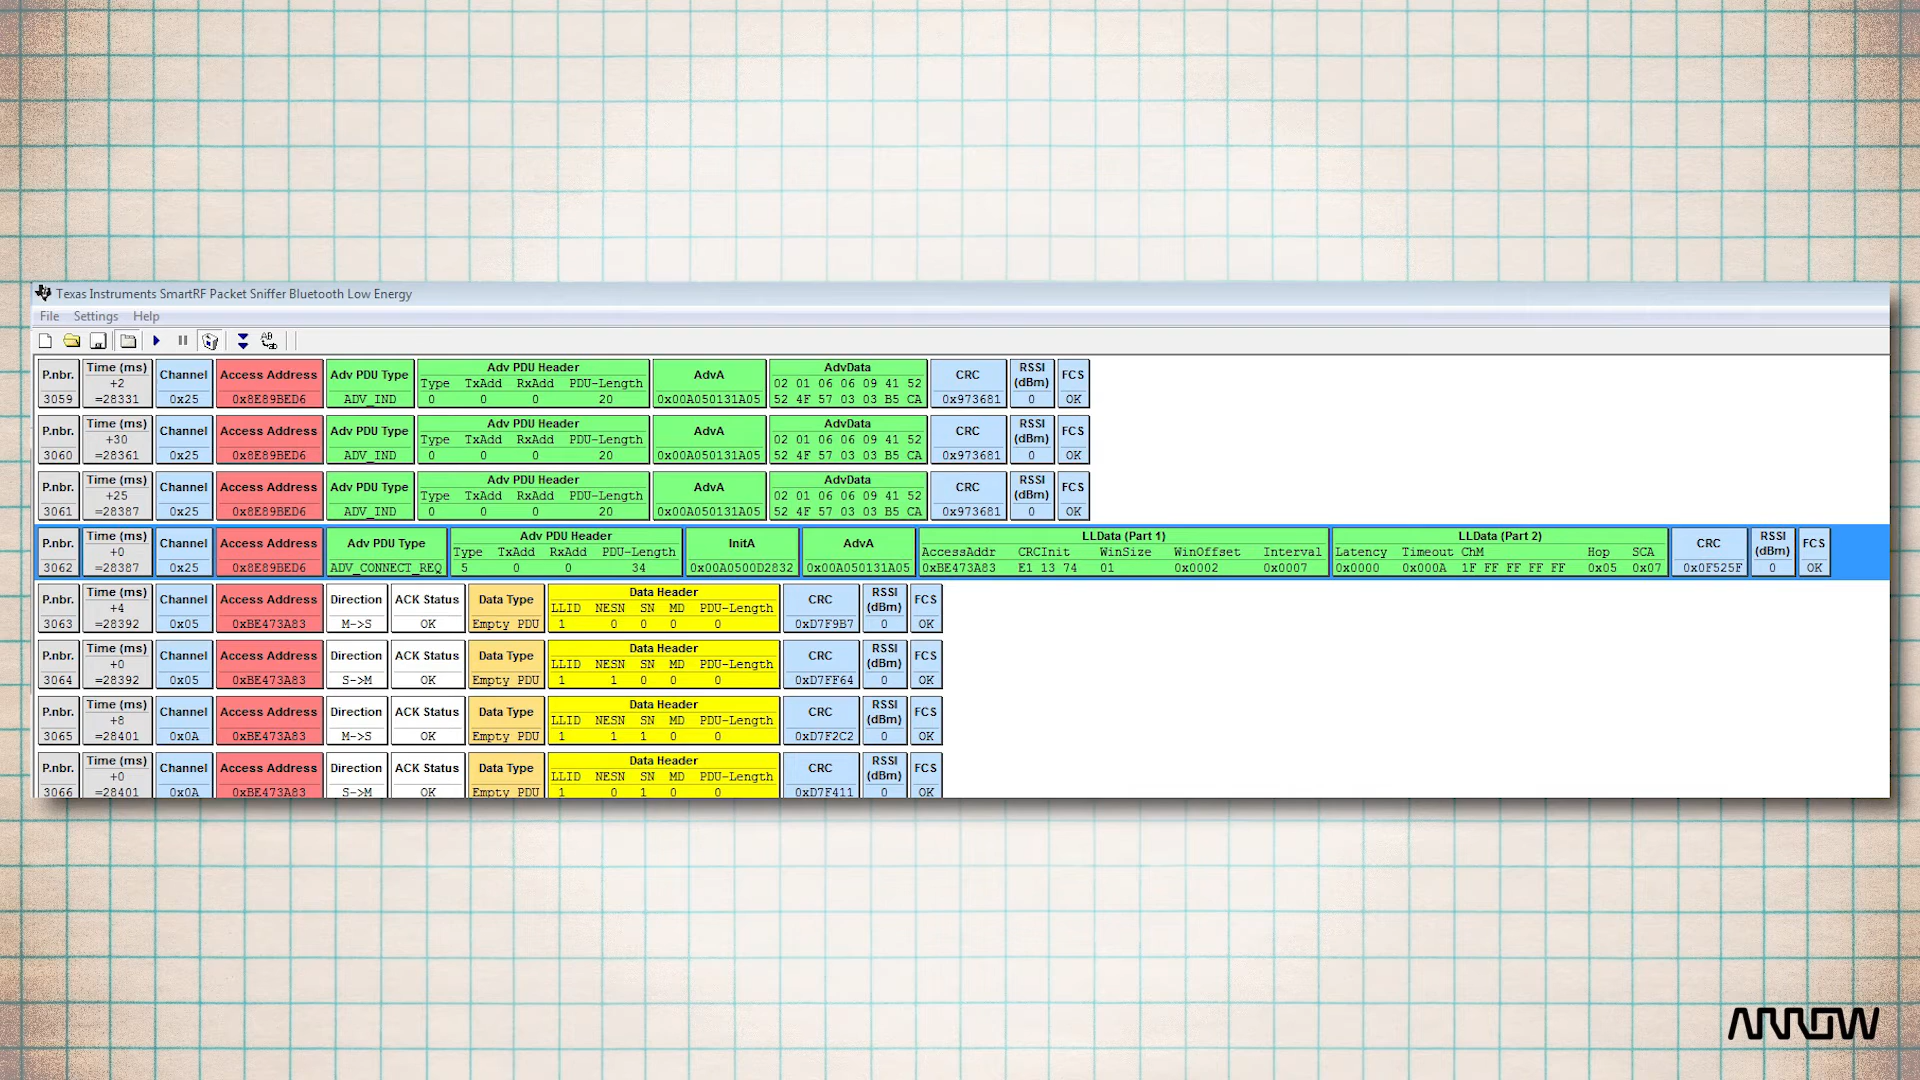 Texas Instruments SmartRF Packet Sniffer Bluetooth Low Energy
File Settings Help
P.nbr. Time (ms) Channel Access Address Adv PDU Type Adv PDU Header AdvA AdvData CRC RSSI (dBm) FCS
+2 Type TxAdd RxAdd PDU-Length 02 01 06 06 09 41 52
3059 =28331 0x25 0x8E89BED6 ADV_IND 0 0 0 20 0x00A050131A05 52 4F 57 03 03 B5 CA 0x973681 0 OK
P.nbr. Time (ms) Channel Access Address Adv PDU Type Adv PDU Header AdvA AdvData CRC RSSI (dBm) FCS
+30 Type TxAdd RxAdd PDU-Length 02 01 06 06 09 41 52
3060 =28361 0x25 0x8E89BED6 ADV_IND 0 0 0 20 0x00A050131A05 52 4F 57 03 03 B5 CA 0x973681 0 OK
P.nbr. Time (ms) Channel Access Address Adv PDU Type Adv PDU Header AdvA AdvData CRC RSSI (dBm) FCS
+25 Type TxAdd RxAdd PDU-Length 02 01 06 06 09 41 52
3061 =28387 0x25 0x8E89BED6 ADV_IND 0 0 0 20 0x00A050131A05 52 4F 57 03 03 B5 CA 0x973681 0 OK
P.nbr. Time (ms) Channel Access Address Adv PDU Type Adv PDU Header InitA AdvA LLData (Part 1) LLData (Part 2) CRC RSSI (dBm) FCS
+0 Type TxAdd RxAdd PDU-Length AccessAddr CRCInit WinSize WinOffset Interval Latency Timeout ChM Hop SCA
3062 =28387 0x25 0x8E89BED6 ADV_CONNECT_REQ 5 0 0 34 0x00A0500D2832 0x00A050131A05 0xBE473A83 E1 13 74 01 0x0002 0x0007 0x0000 0x000A 1F FF FF FF FF 0x05 0x07 0x0F525F 0 OK
P.nbr. Time (ms) Channel Access Address Direction ACK Status Data Type Data Header CRC RSSI (dBm) FCS
+4 LLID NESN SN MD PDU-Length
3063 =28392 0x05 0xBE473A83 M->S OK Empty PDU 1 0 0 0 0 0xD7F9B7 0 OK
P.nbr. Time (ms) Channel Access Address Direction ACK Status Data Type Data Header CRC RSSI (dBm) FCS
+0 LLID NESN SN MD PDU-Length
3064 =28392 0x05 0xBE473A83 S->M OK Empty PDU 1 1 0 0 0 0xD7FF64 0 OK
P.nbr. Time (ms) Channel Access Address Direction ACK Status Data Type Data Header CRC RSSI (dBm) FCS
+8 LLID NESN SN MD PDU-Length
3065 =28401 0x0A 0xBE473A83 M->S OK Empty PDU 1 1 1 0 0 0xD7F2C2 0 OK
P.nbr. Time (ms) Channel Access Address Direction ACK Status Data Type Data Header CRC RSSI (dBm) FCS
+0 LLID NESN SN MD PDU-Length
3066 =28401 0x0A 0xBE473A83 S->M OK Empty PDU 1 0 1 0 0 0xD7F411 0 OK
ARROW